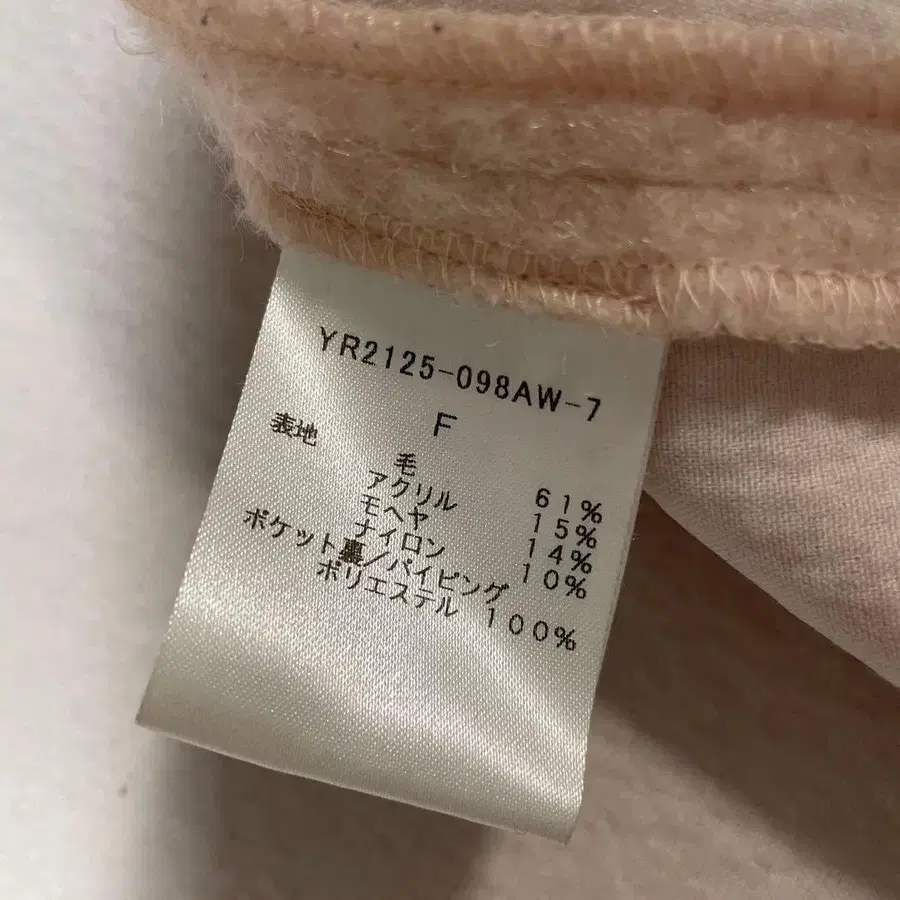 YR2125-098AW-7
F
表地
毛 61%
アクリル 15%
モヘヤ 14%
ナイロン 10%
ポケット裏/パイピング
ポリエステル 100%